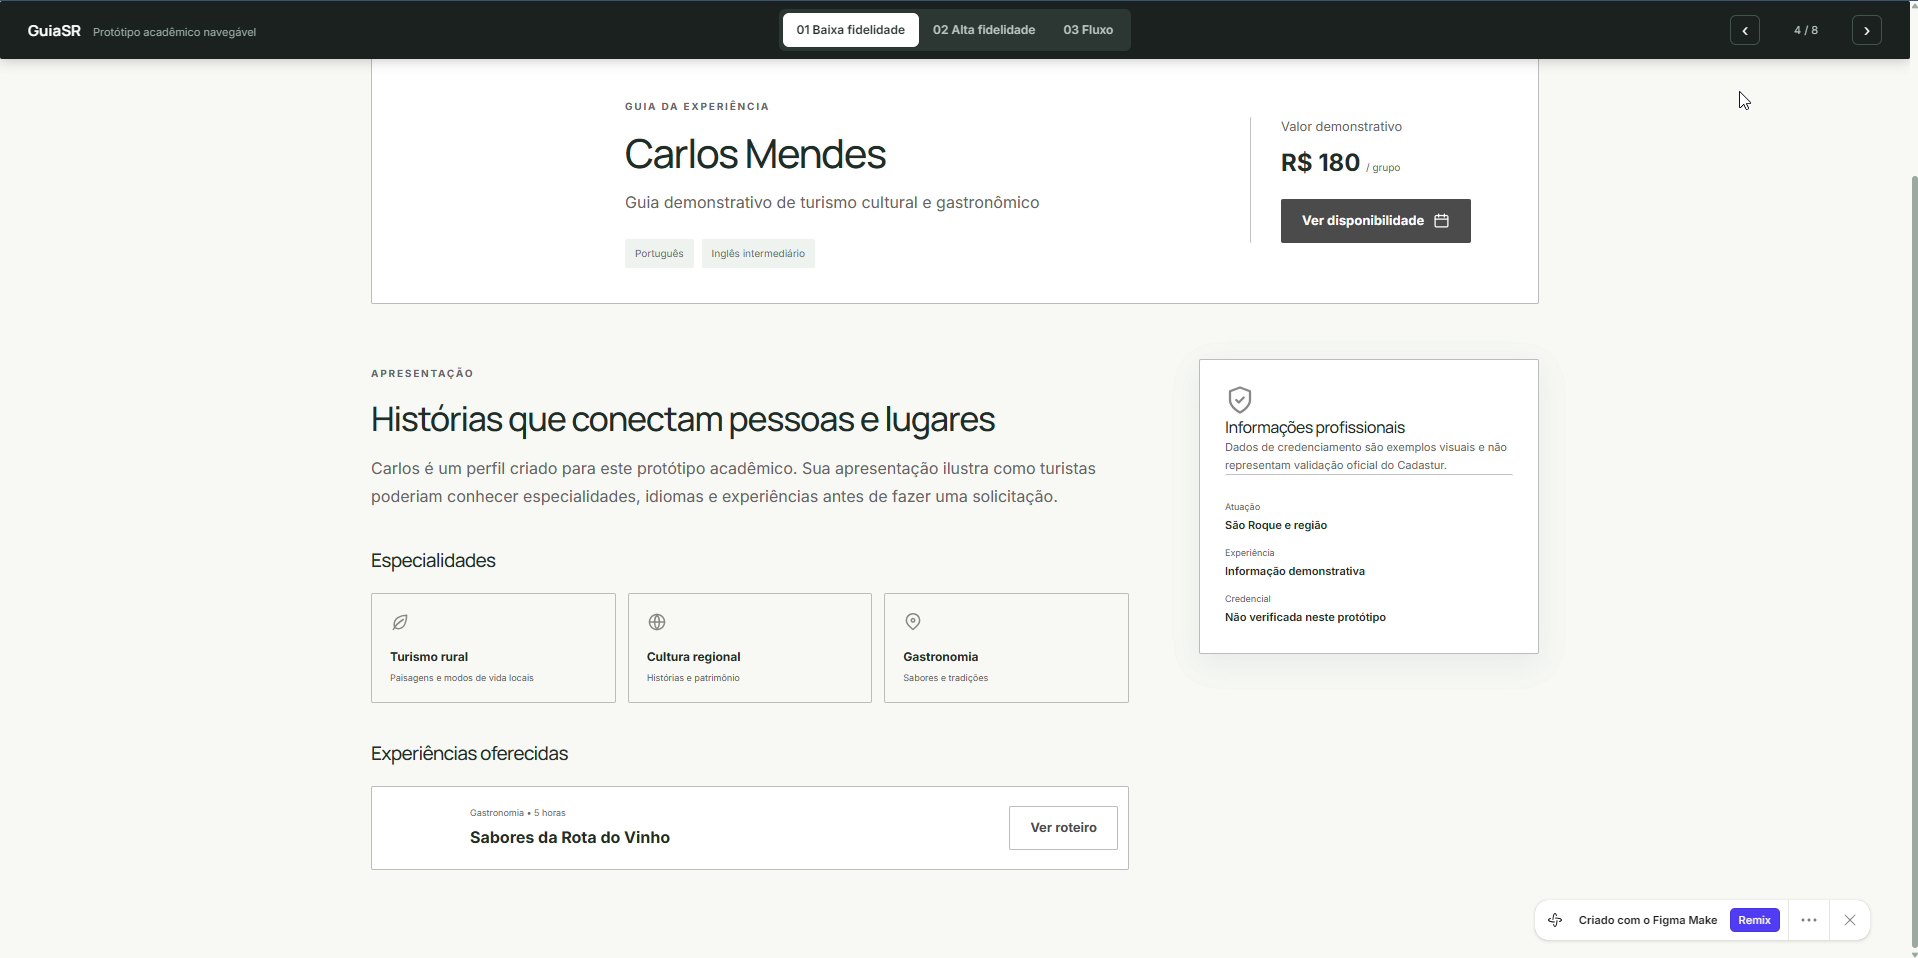 GuiaSR Protótipo acadêmico navegável
01 Baixa fidelidade
02 Alta fidelidade
03 Fluxo
4 / 8
GUIA DA EXPERIÊNCIA
Carlos Mendes
Guia demonstrativo de turismo cultural e gastronômico
Português
Inglês intermediário
Valor demonstrativo
R$ 180 / grupo
Ver disponibilidade
APRESENTAÇÃO
Histórias que conectam pessoas e lugares
Carlos é um perfil criado para este protótipo acadêmico. Sua apresentação ilustra como turistas
poderiam conhecer especialidades, idiomas e experiências antes de fazer uma solicitação.
Especialidades
Turismo rural
Paisagens e modos de vida locais
Cultura regional
Histórias e patrimônio
Gastronomia
Sabores e tradições
Experiências oferecidas
Gastronomia • 5 horas
Sabores da Rota do Vinho
Ver roteiro
Informações profissionais
Dados de credenciamento são exemplos visuais e não
representam validação oficial do Cadastur.
Atuação
São Roque e região
Experiência
Informação demonstrativa
Credencial
Não verificada neste protótipo
Criado com o Figma Make
Remix